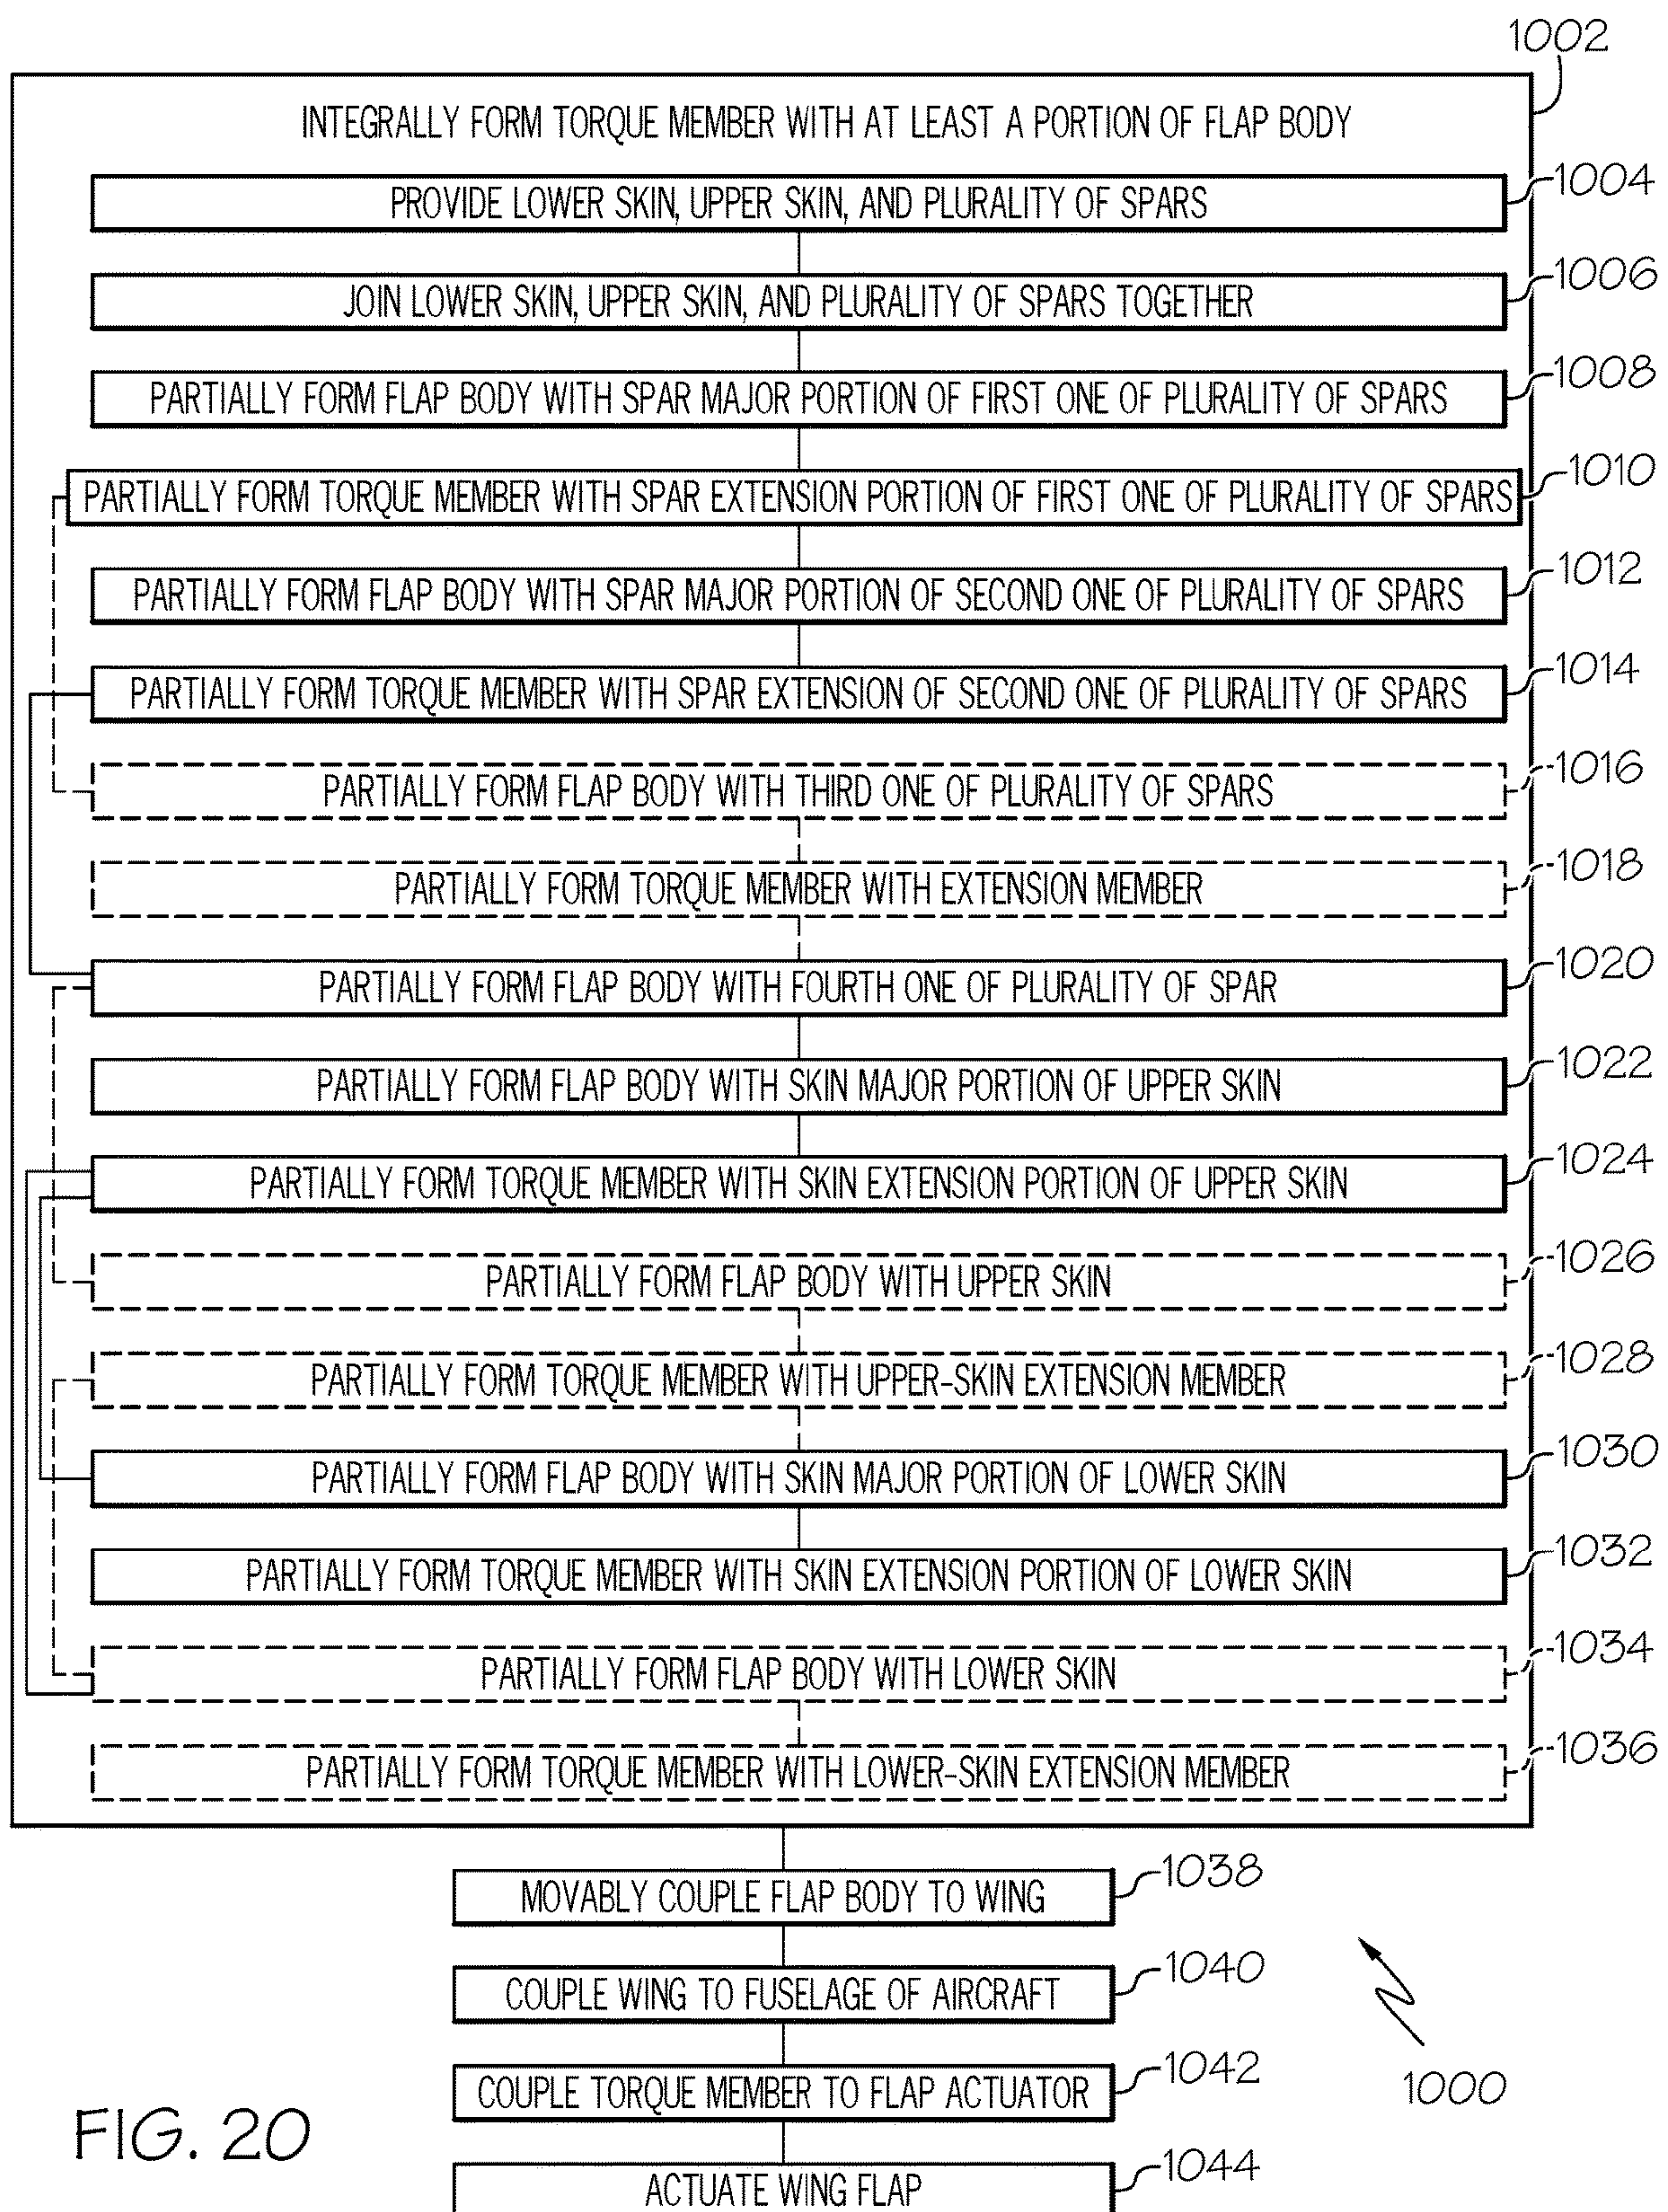 1002
INTEGRALLY FORM TORQUE MEMBER WITH AT LEAST A PORTION OF FLAP BODY
PROVIDE LOWER SKIN, UPPER SKIN, AND PLURALITY OF SPARS
1004
JOIN LOWER SKIN, UPPER SKIN, AND PLURALITY OF SPARS TOGETHER
1006
PARTIALLY FORM FLAP BODY WITH SPAR MAJOR PORTION OF FIRST ONE OF PLURALITY OF SPARS
1008
PARTIALLY FORM TORQUE MEMBER WITH SPAR EXTENSION PORTION OF FIRST ONE OF PLURALITY OF SPARS
1010
PARTIALLY FORM FLAP BODY WITH SPAR MAJOR PORTION OF SECOND ONE OF PLURALITY OF SPARS
1012
PARTIALLY FORM TORQUE MEMBER WITH SPAR EXTENSION OF SECOND ONE OF PLURALITY OF SPARS
1014
PARTIALLY FORM FLAP BODY WITH THIRD ONE OF PLURALITY OF SPARS
1016
PARTIALLY FORM TORQUE MEMBER WITH EXTENSION MEMBER
1018
PARTIALLY FORM FLAP BODY WITH FOURTH ONE OF PLURALITY OF SPAR
1020
PARTIALLY FORM FLAP BODY WITH SKIN MAJOR PORTION OF UPPER SKIN
1022
PARTIALLY FORM TORQUE MEMBER WITH SKIN EXTENSION PORTION OF UPPER SKIN
1024
PARTIALLY FORM FLAP BODY WITH UPPER SKIN
1026
PARTIALLY FORM TORQUE MEMBER WITH UPPER-SKIN EXTENSION MEMBER
1028
PARTIALLY FORM FLAP BODY WITH SKIN MAJOR PORTION OF LOWER SKIN
1030
PARTIALLY FORM TORQUE MEMBER WITH SKIN EXTENSION PORTION OF LOWER SKIN
1032
PARTIALLY FORM FLAP BODY WITH LOWER SKIN
1034
PARTIALLY FORM TORQUE MEMBER WITH LOWER-SKIN EXTENSION MEMBER
1036
MOVABLY COUPLE FLAP BODY TO WING
1038
COUPLE WING TO FUSELAGE OF AIRCRAFT
1040
COUPLE TORQUE MEMBER TO FLAP ACTUATOR
1042
ACTUATE WING FLAP
1044
1000
FIG. 20